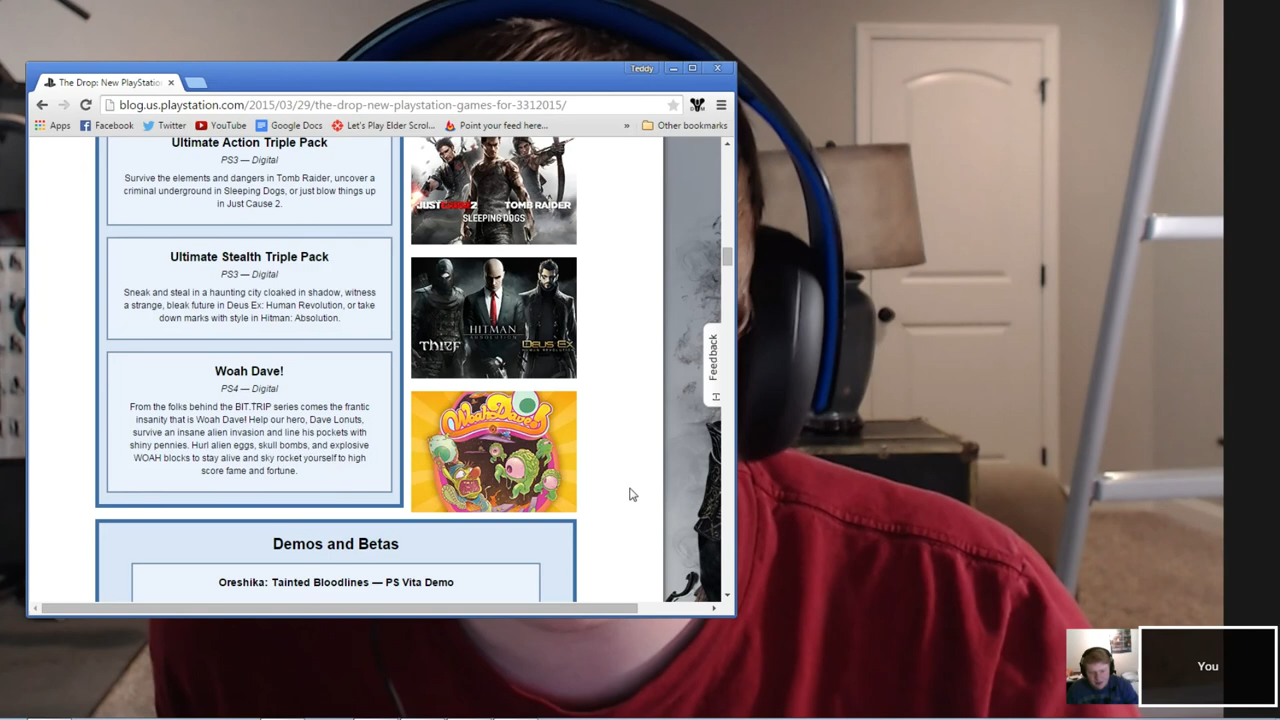 Teddy
The Drop: New PlayStatio
blog.us.playstation.com/2015/03/29/the-drop-new-playstation-games-for-3312015/
Apps Facebook Twitter YouTube Google Docs Let's Play Elder Scrol... Point your feed here... » Other bookmarks
Ultimate Action Triple Pack
PS3 — Digital
Survive the elements and dangers in Tomb Raider, uncover a
criminal underground in Sleeping Dogs, or just blow things up
in Just Cause 2.
JUST CAUSE 2 TOMB RAIDER
SLEEPING DOGS
Ultimate Stealth Triple Pack
PS3 — Digital
Sneak and steal in a haunting city cloaked in shadow, witness
a strange, bleak future in Deus Ex: Human Revolution, or take
down marks with style in Hitman: Absolution.
THIEF HITMAN DEUS EX
ABSOLUTION HUMAN REVOLUTION
Woah Dave!
PS4 — Digital
From the folks behind the BIT.TRIP series comes the frantic
insanity that is Woah Dave! Help our hero, Dave Lonuts,
survive an insane alien invasion and line his pockets with
shiny pennies. Hurl alien eggs, skull bombs, and explosive
WOAH blocks to stay alive and sky rocket yourself to high
score fame and fortune.
Woah Dave!
[-] Feedback
Demos and Betas
Oreshika: Tainted Bloodlines — PS Vita Demo
You